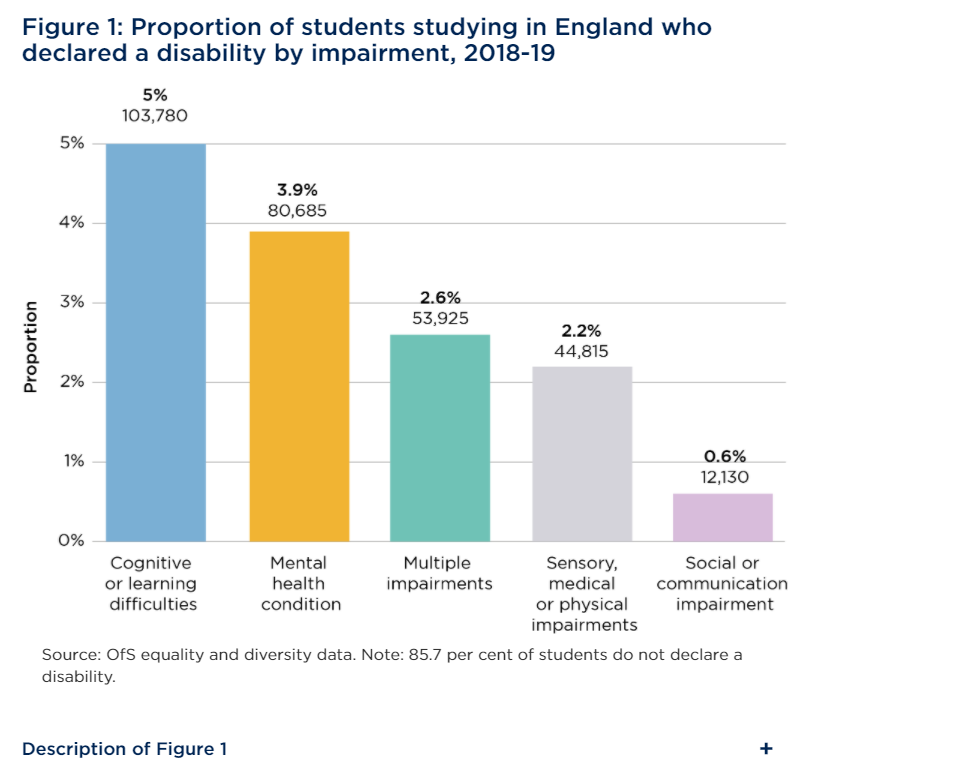 Figure 1: Proportion of students studying in England who
declared a disability by impairment, 2018-19
5%
103,780
5%
3.9%
80,685
4%
2.6%
53,925
3%
2.2%
44,815
2%
0.6%
12,130
1%
0%
Proportion
Cognitive
or learning
difficulties
Mental
health
condition
Multiple
impairments
Sensory,
medical
or physical
impairments
Social or
communication
impairment
Source: OfS equality and diversity data. Note: 85.7 per cent of students do not declare a
disability.
Description of Figure 1 +